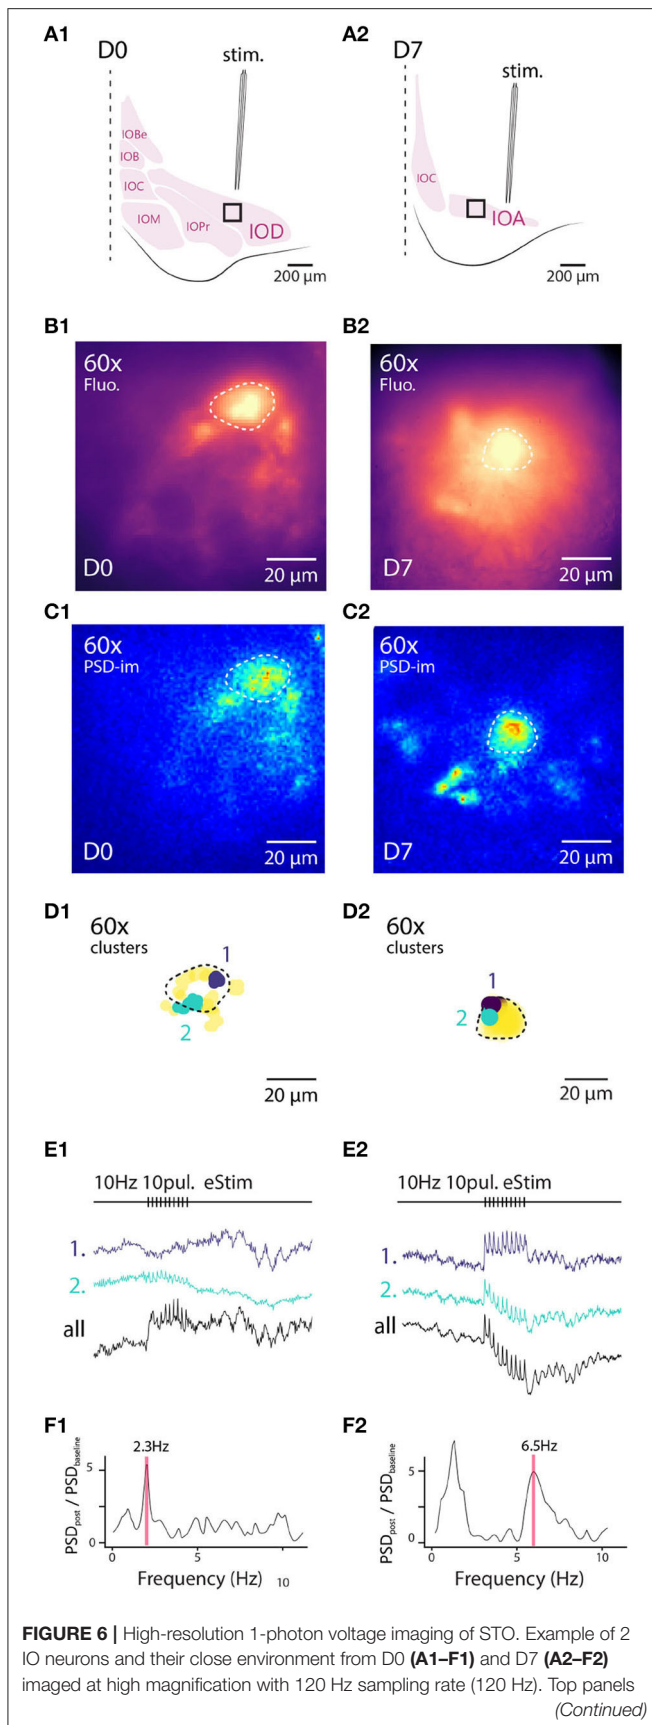 A1
A2
D0
stim.
D7
stim.
IOBe
IOB
IOC
IOM
IOPr
IOD
IOC
IOA
200 µm
200 µm
B1
B2
60x
Fluo.
60x
Fluo.
D0
20 µm
D7
20 µm
C1
C2
60x
PSD-im
60x
PSD-im
D0
20 µm
D7
20 µm
D1
D2
60x
clusters
60x
clusters
1
2
1
2
20 µm
20 µm
E1
E2
10Hz 10pul. eStim
10Hz 10pul. eStim
1.
2.
all
1.
2.
all
F1
F2
2.3Hz
6.5Hz
PSDpost / PSDbaseline
5
0
0
5
10
Frequency (Hz)
PSDpost / PSDbaseline
5
0
0
5
10
Frequency (Hz)
FIGURE 6 | High-resolution 1-photon voltage imaging of STO. Example of 2
IO neurons and their close environment from D0 (A1–F1) and D7 (A2–F2)
imaged at high magnification with 120 Hz sampling rate (120 Hz). Top panels
(Continued)